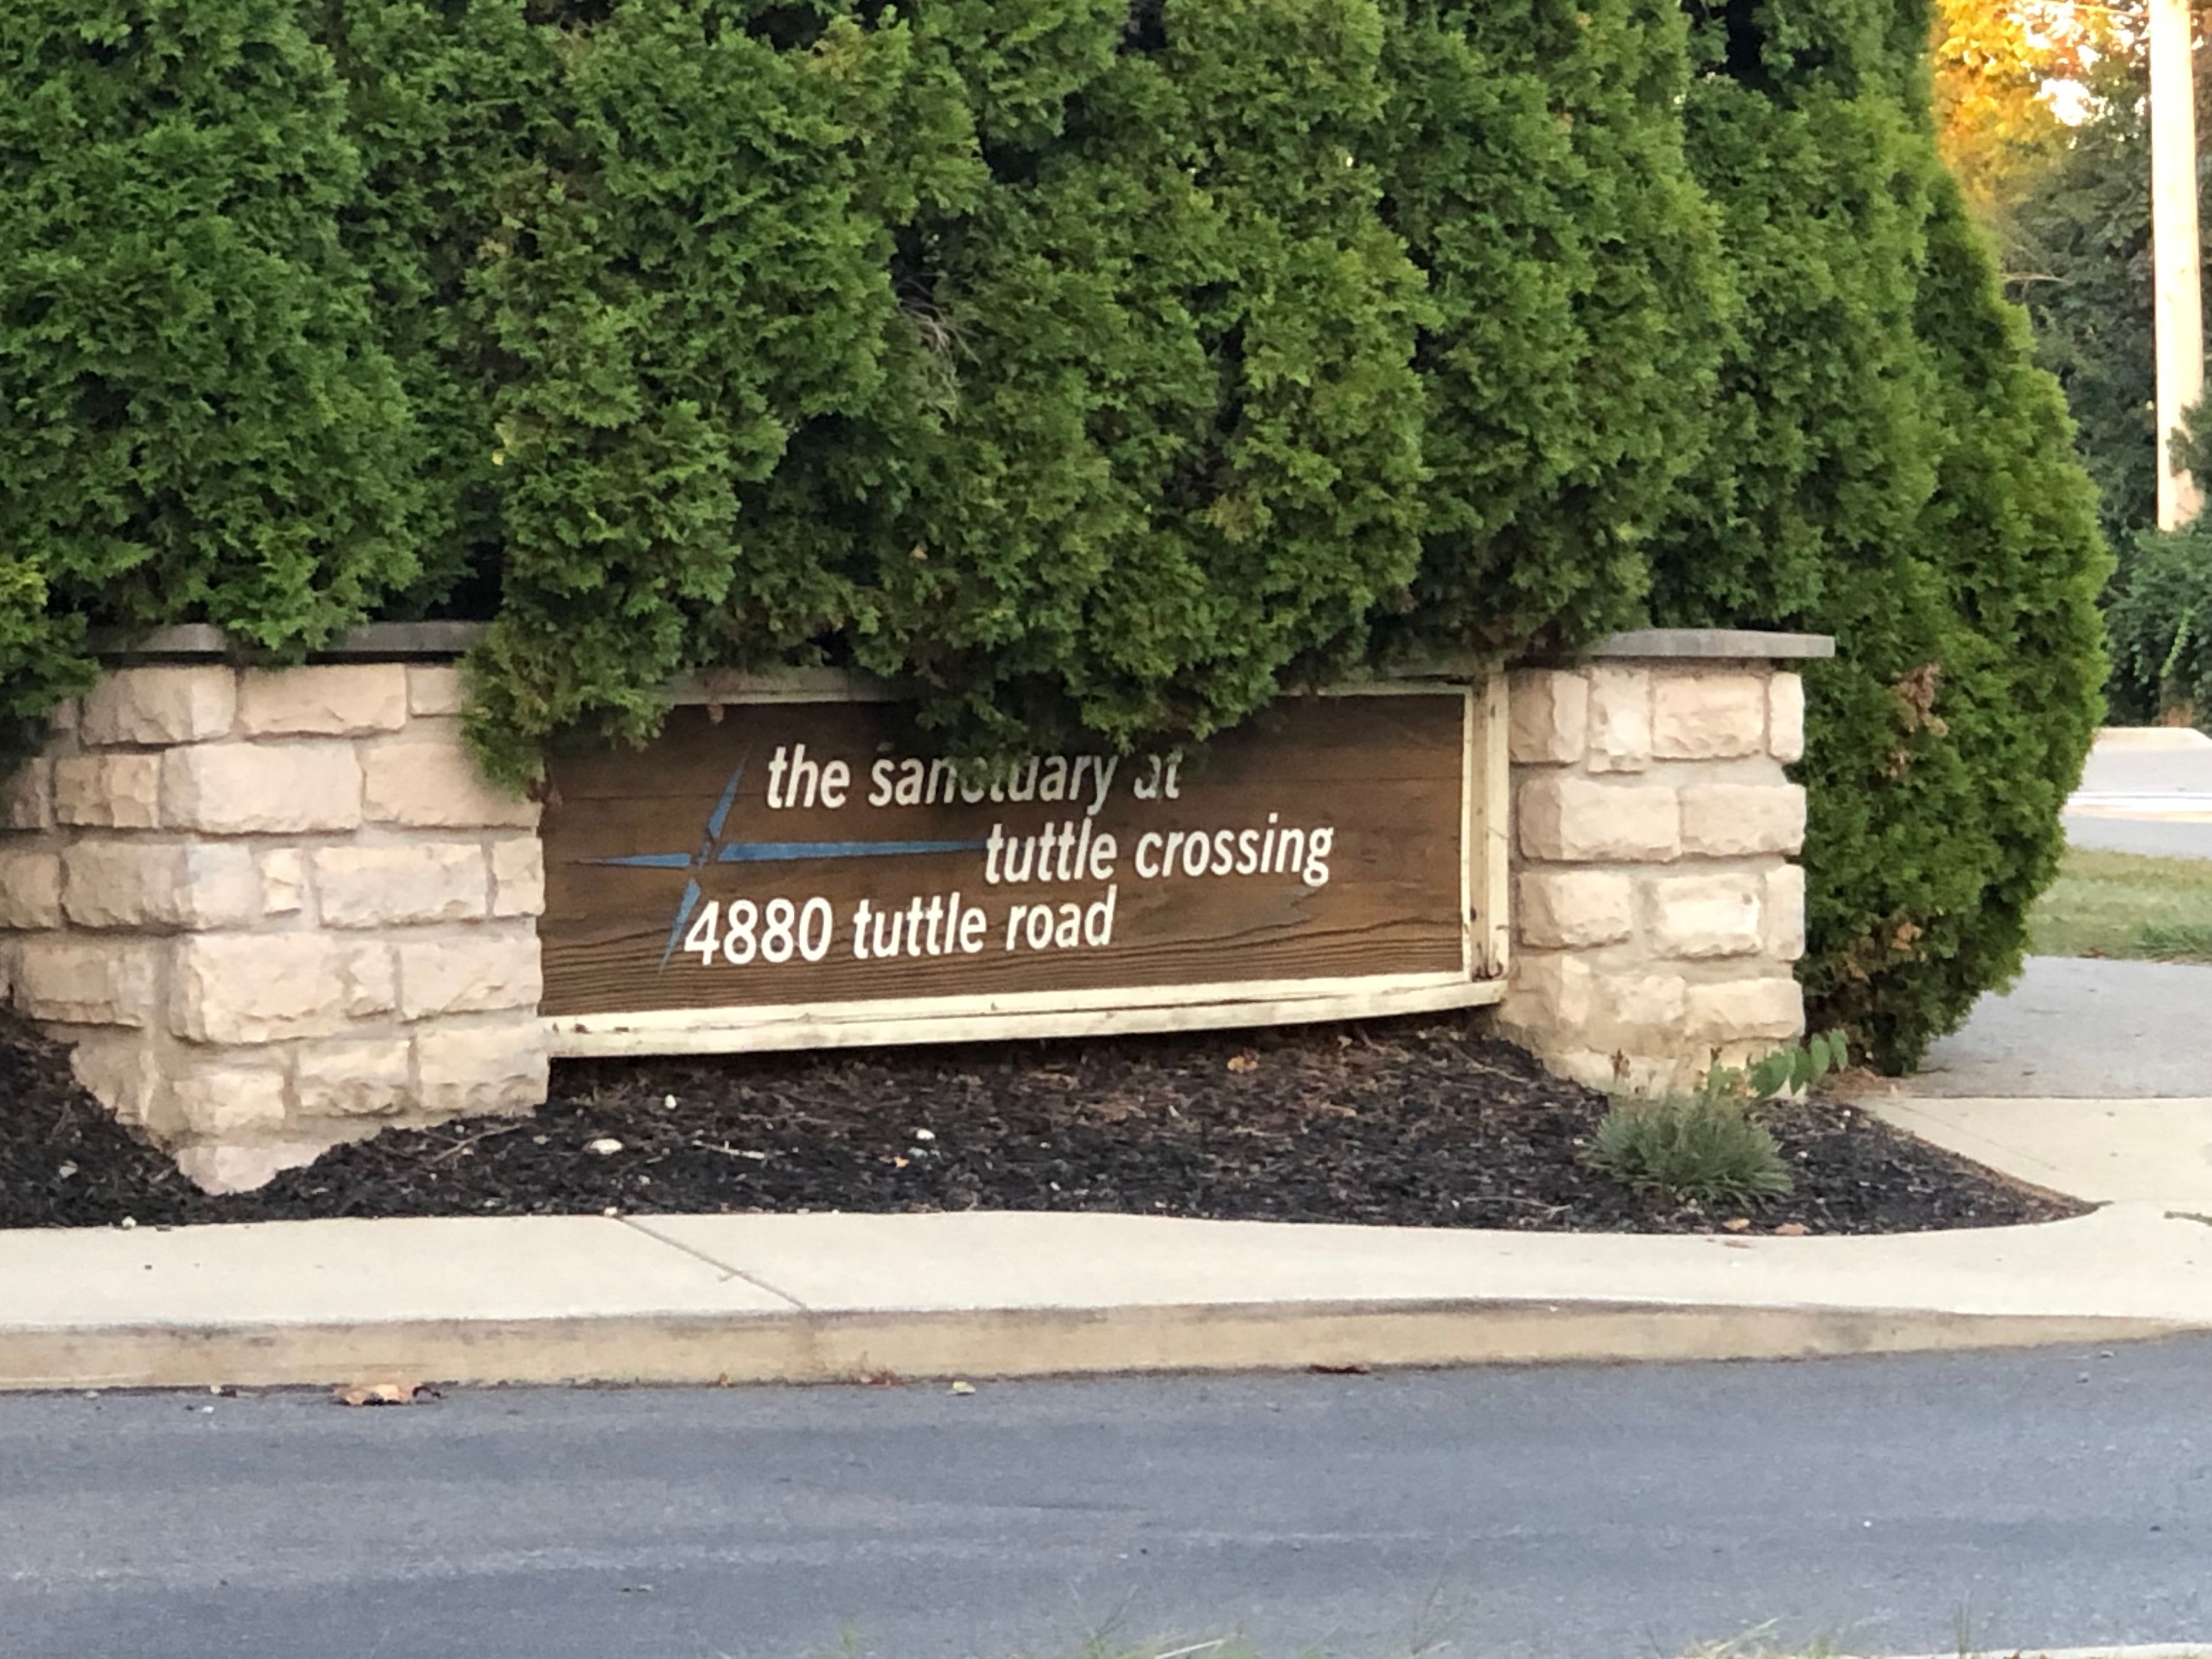 the sanctuary at
tuttle crossing
4880 tuttle road